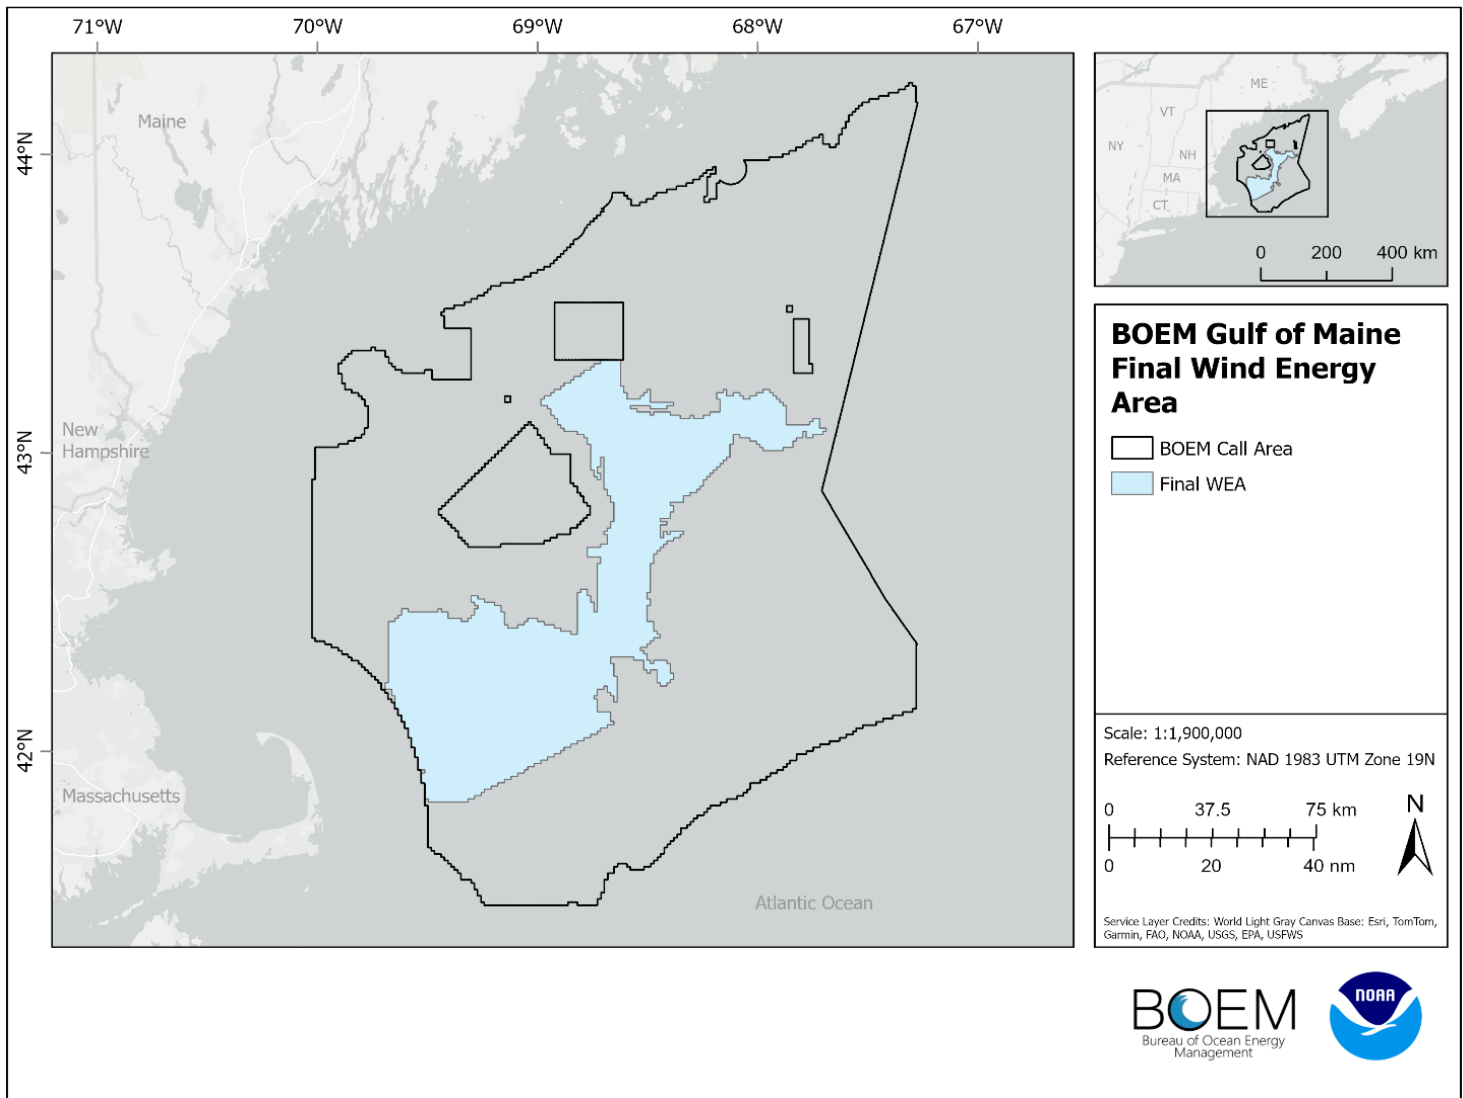 71°W
70°W
69°W
68°W
67°W
44°N
43°N
42°N
Maine
New
Hampshire
Massachusetts
Atlantic Ocean
ME
VT
NY
NH
MA
CT
0 200 400 km
BOEM Gulf of Maine
Final Wind Energy
Area
BOEM Call Area
Final WEA
Scale: 1:1,900,000
Reference System: NAD 1983 UTM Zone 19N
0 37.5 75 km
0 20 40 nm
N
Service Layer Credits: World Light Gray Canvas Base: Esri, TomTom,
Garmin, FAO, NOAA, USGS, EPA, USFWS
BOEM
Bureau of Ocean Energy
Management
NOAA